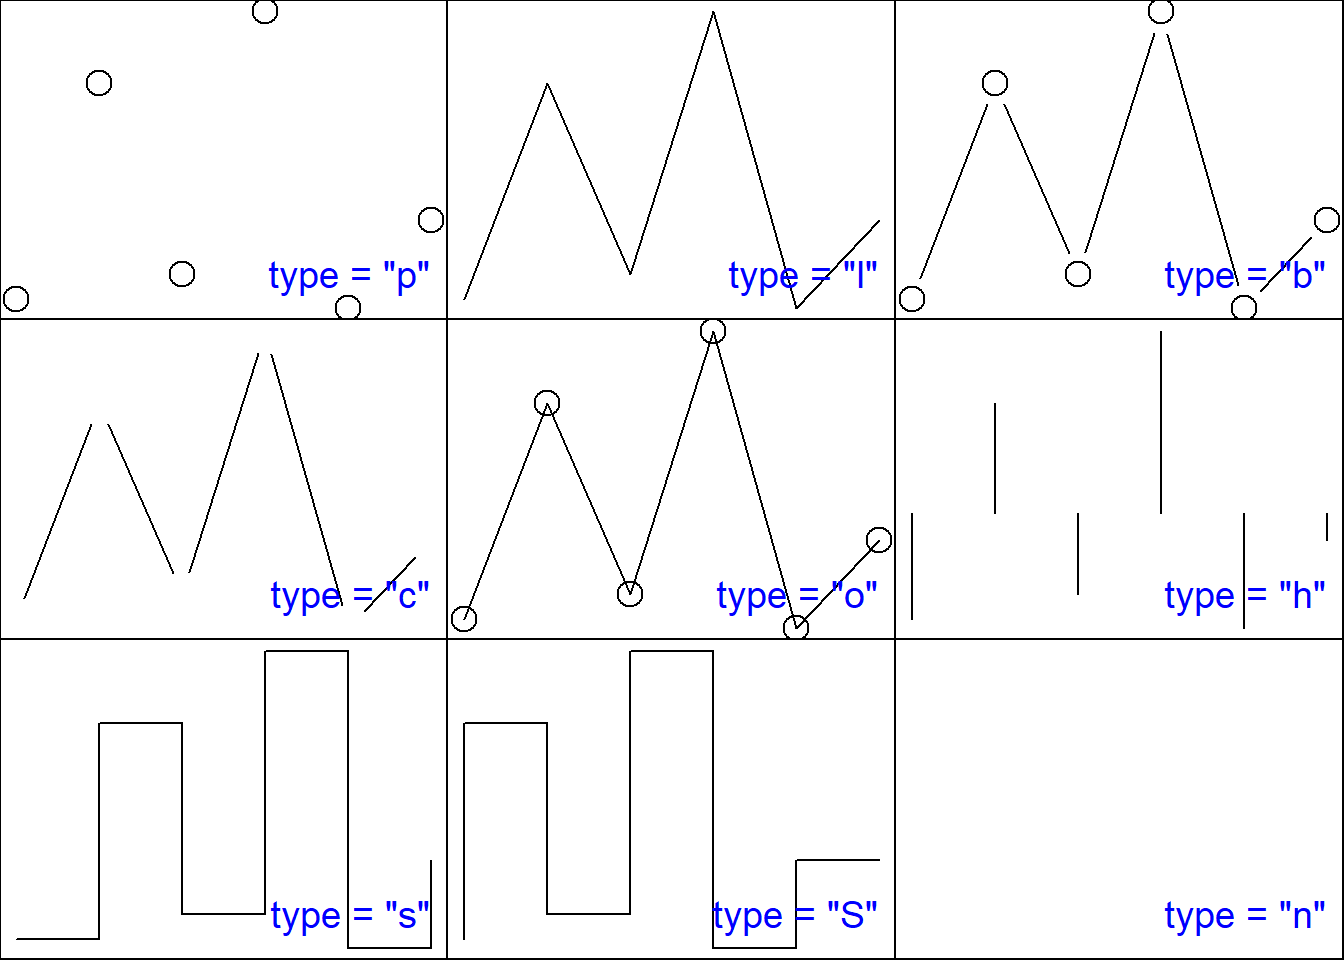 type = "p"
type = "l"
type = "b"
type = "c"
type = "o"
type = "h"
type = "s"
type = "S"
type = "n"